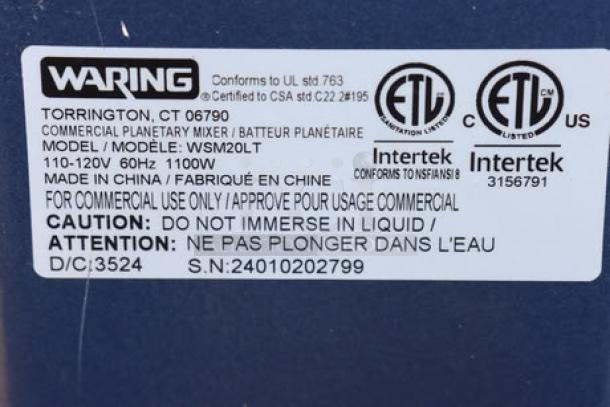 WARING
Conforms to UL std.763
® Certified to CSA std.C22.2#195
TORRINGTON, CT 06790
COMMERCIAL PLANETARY MIXER / BATTEUR PLANÉTAIRE
MODEL / MODÈLE: WSM20LT
110-120V 60Hz 1100W
MADE IN CHINA / FABRIQUÉ EN CHINE
FOR COMMERCIAL USE ONLY / APPROVE POUR USAGE COMMERCIAL
CAUTION: DO NOT IMMERSE IN LIQUID /
ATTENTION: NE PAS PLONGER DANS L'EAU
D/C:3524 S.N:24010202799
ETL
SANITATION LISTED
Intertek
CONFORMS TO NSF/ANSI 8
C ETL CM US
LISTED
Intertek
3156791